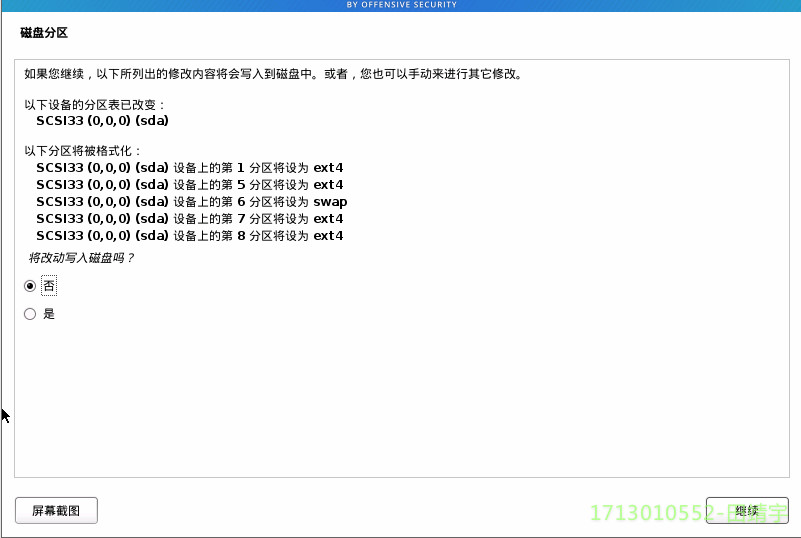 BY OFFENSIVE SECURITY
磁盘分区
如果您继续，以下所列出的修改内容将会写入到磁盘中。或者，您也可以手动来进行其它修改。
以下设备的分区表已改变：
SCSI33 (0,0,0) (sda)
以下分区将被格式化：
SCSI33 (0,0,0) (sda) 设备上的第 1 分区将设为 ext4
SCSI33 (0,0,0) (sda) 设备上的第 5 分区将设为 ext4
SCSI33 (0,0,0) (sda) 设备上的第 6 分区将设为 swap
SCSI33 (0,0,0) (sda) 设备上的第 7 分区将设为 ext4
SCSI33 (0,0,0) (sda) 设备上的第 8 分区将设为 ext4
将改动写入磁盘吗？
否
是
屏幕截图
继续
1713010552-田靖宇